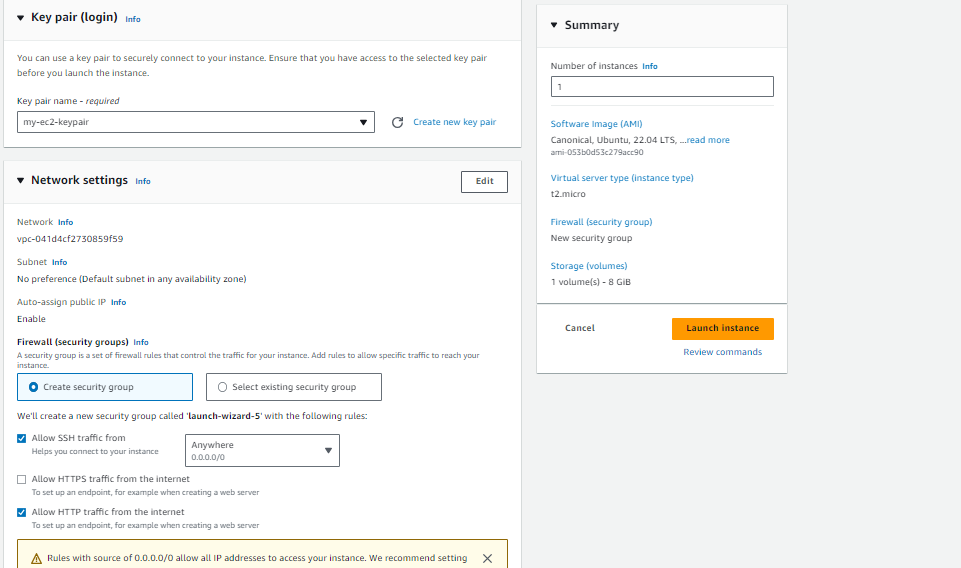 Key pair (login) Info
You can use a key pair to securely connect to your instance. Ensure that you have access to the selected key pair
before you launch the instance.
Key pair name - required
my-ec2-keypair
Create new key pair
Network settings Info
Edit
Network Info
vpc-041d4cf2730859f59
Subnet Info
No preference (Default subnet in any availability zone)
Auto-assign public IP Info
Enable
Firewall (security groups) Info
A security group is a set of firewall rules that control the traffic for your instance. Add rules to allow specific traffic to reach your
instance.
Create security group
Select existing security group
We'll create a new security group called 'launch-wizard-5' with the following rules:
Allow SSH traffic from
Helps you connect to your instance
Anywhere
0.0.0.0/0
Allow HTTPS traffic from the internet
To set up an endpoint, for example when creating a web server
Allow HTTP traffic from the internet
To set up an endpoint, for example when creating a web server
Rules with source of 0.0.0.0/0 allow all IP addresses to access your instance. We recommend setting
Summary
Number of instances Info
1
Software Image (AMI)
Canonical, Ubuntu, 22.04 LTS, ...read more
ami-053b0d53c279acc90
Virtual server type (instance type)
t2.micro
Firewall (security group)
New security group
Storage (volumes)
1 volume(s) - 8 GiB
Cancel
Launch instance
Review commands